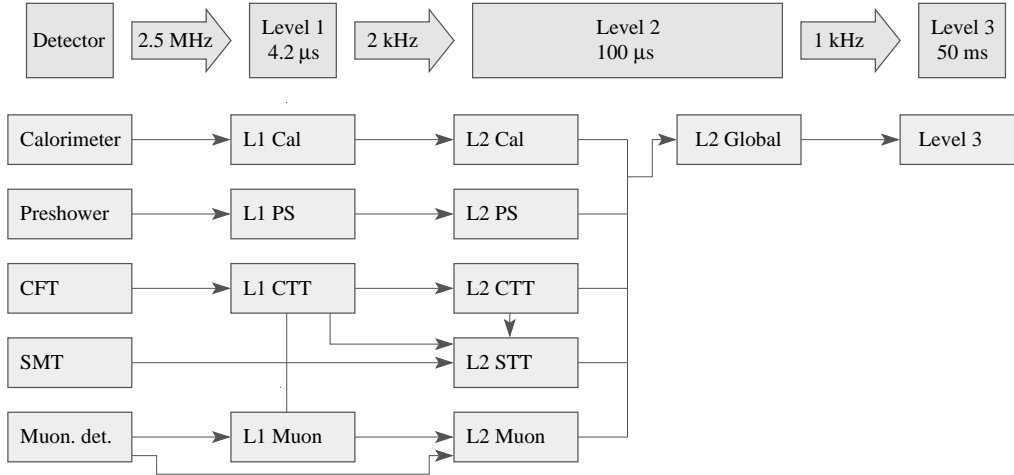 Detector
2.5 MHz
Level 1
4.2 μs
2 kHz
Level 2
100 μs
1 kHz
Level 3
50 ms
Calorimeter
L1 Cal
L2 Cal
L2 Global
Level 3
Preshower
L1 PS
L2 PS
CFT
L1 CTT
L2 CTT
SMT
L2 STT
Muon. det.
L1 Muon
L2 Muon